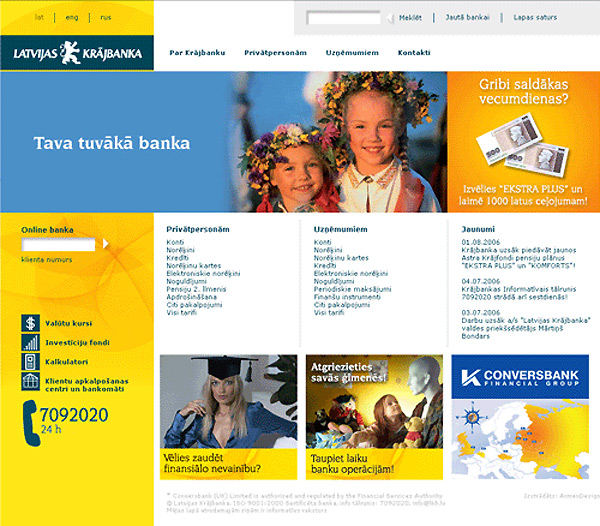 lat | eng | rus
Meklēt | Jautā bankai | Lapas saturs
LATVIJAS KRĀJBANKA
Par Krājbanku
Privātpersonām
Uzņēmumiem
Kontakti
Tava tuvākā banka
Gribi saldākas
vecumdienas?
500
500
Izvēlies "EKSTRA PLUS" un
laimē 1000 latus ceļojumam!
Online banka
klienta numurs
Valūtu kursi
Investīciju fondi
Kalkulatori
Klientu apkalpošanas
centri un bankomāti
7092020
24 h
Privātpersonām
Konti
Norēķini
Kredīti
Norēķinu kartes
Elektroniskie norēķini
Noguldījumi
Pensiju 2. līmenis
Apdrošināšana
Citi pakalpojumi
Visi tarifi
Uzņēmumiem
Konti
Norēķini
Norēķinu kartes
Kredīti
Elektroniskie norēķini
Noguldījumi
Periodiskie maksājumi
Finanšu instrumenti
Citi pakalpojumi
Visi tarifi
Jaunumi
01.08.2006
Krājbanka uzsāk piedāvāt jaunos
Astra Krājfondi pensiju plānus
"EKSTRA PLUS" un "KOMFORTS"!
04.07.2006
Krājbankas Informatīvais tālrunis
7092020 strādā arī sestdienās!
03.07.2006
Darbu uzsāk a/s "Latvijas Krājbanka"
valdes priekšsēdētājs Mārtiņš
Bondars
Vēlies zaudēt
finansiālo nevainību?
Atgriezieties
savās ģimenēs!
Taupiet laiku
banku operācijām!
CONVERSBANK
FINANCIAL GROUP
* Conversbank (UK) Limited is authorized and regulated by the Financial Services Authority
© Latvijas Krājbanka. ISO 9001:2000 Sertificēta banka, info tālrunis: 7092020, info@lkb.lv
Mājas lapā atrodamajām ziņām ir informatīvs raksturs
Izstrādāts: AvmenDesign